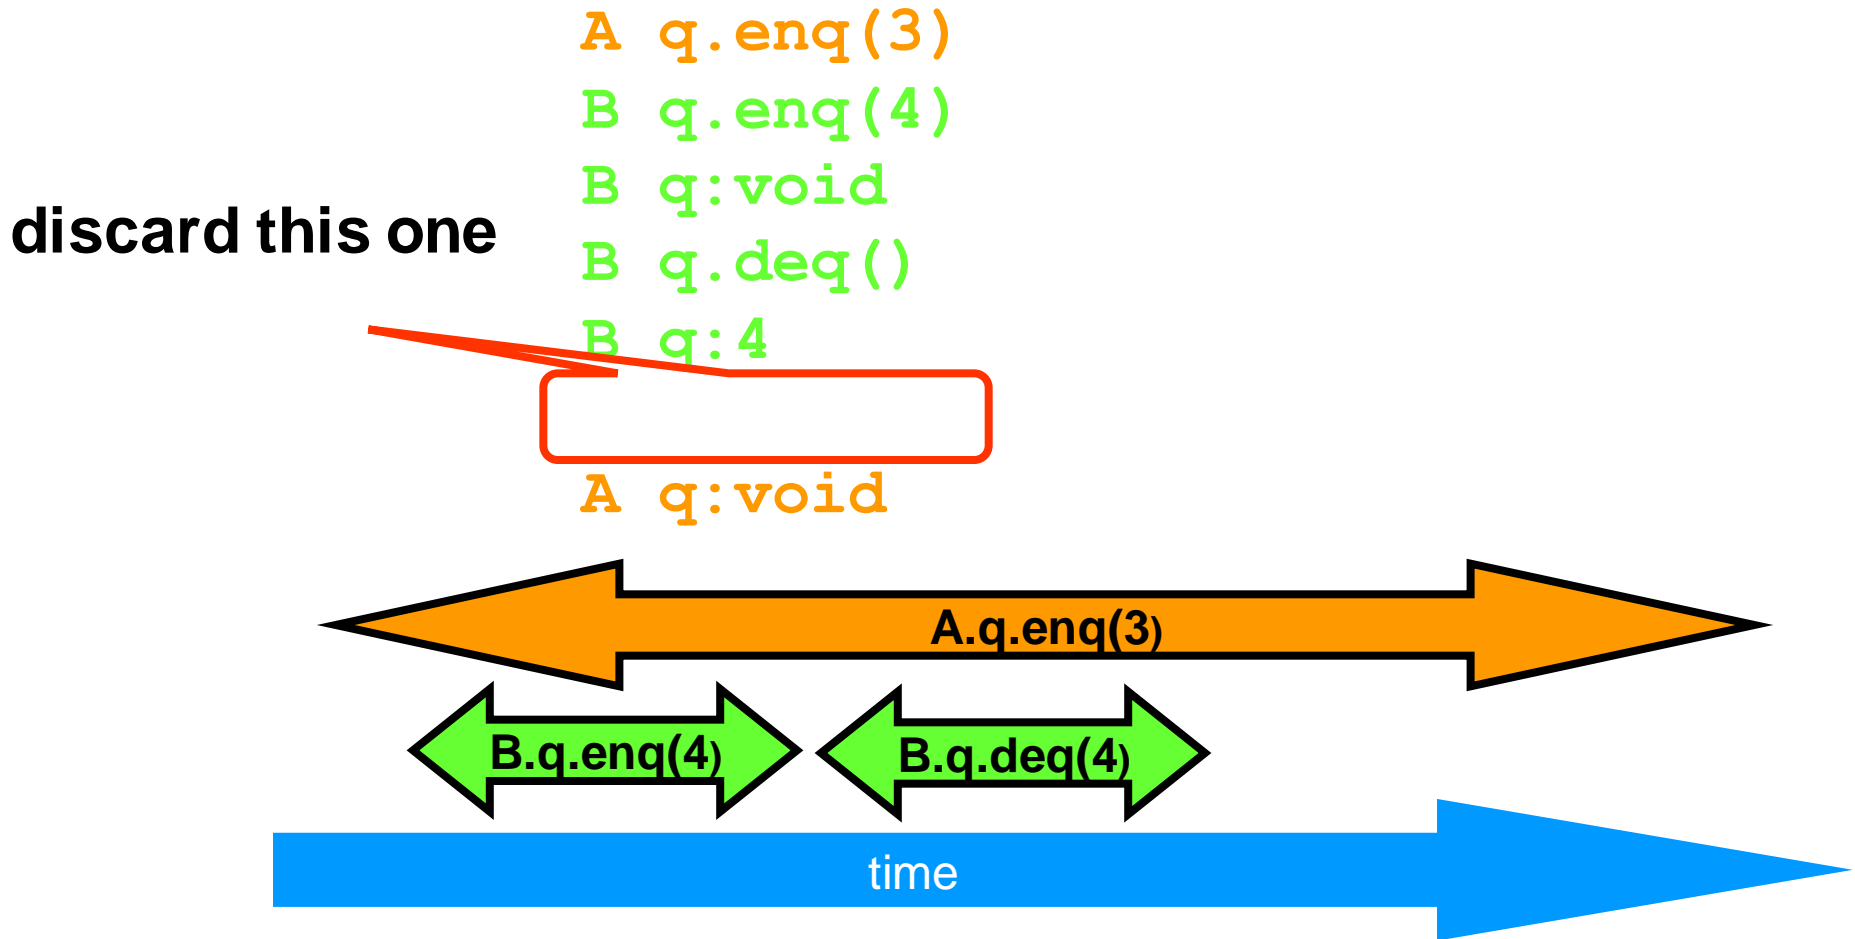 A q.enq(3)
B q.enq(4)
B q:void
discard this one
B q.deq()
B q:4
A q:void
A.q.enq(3)
B.q.enq(4)
B.q.deq(4)
time